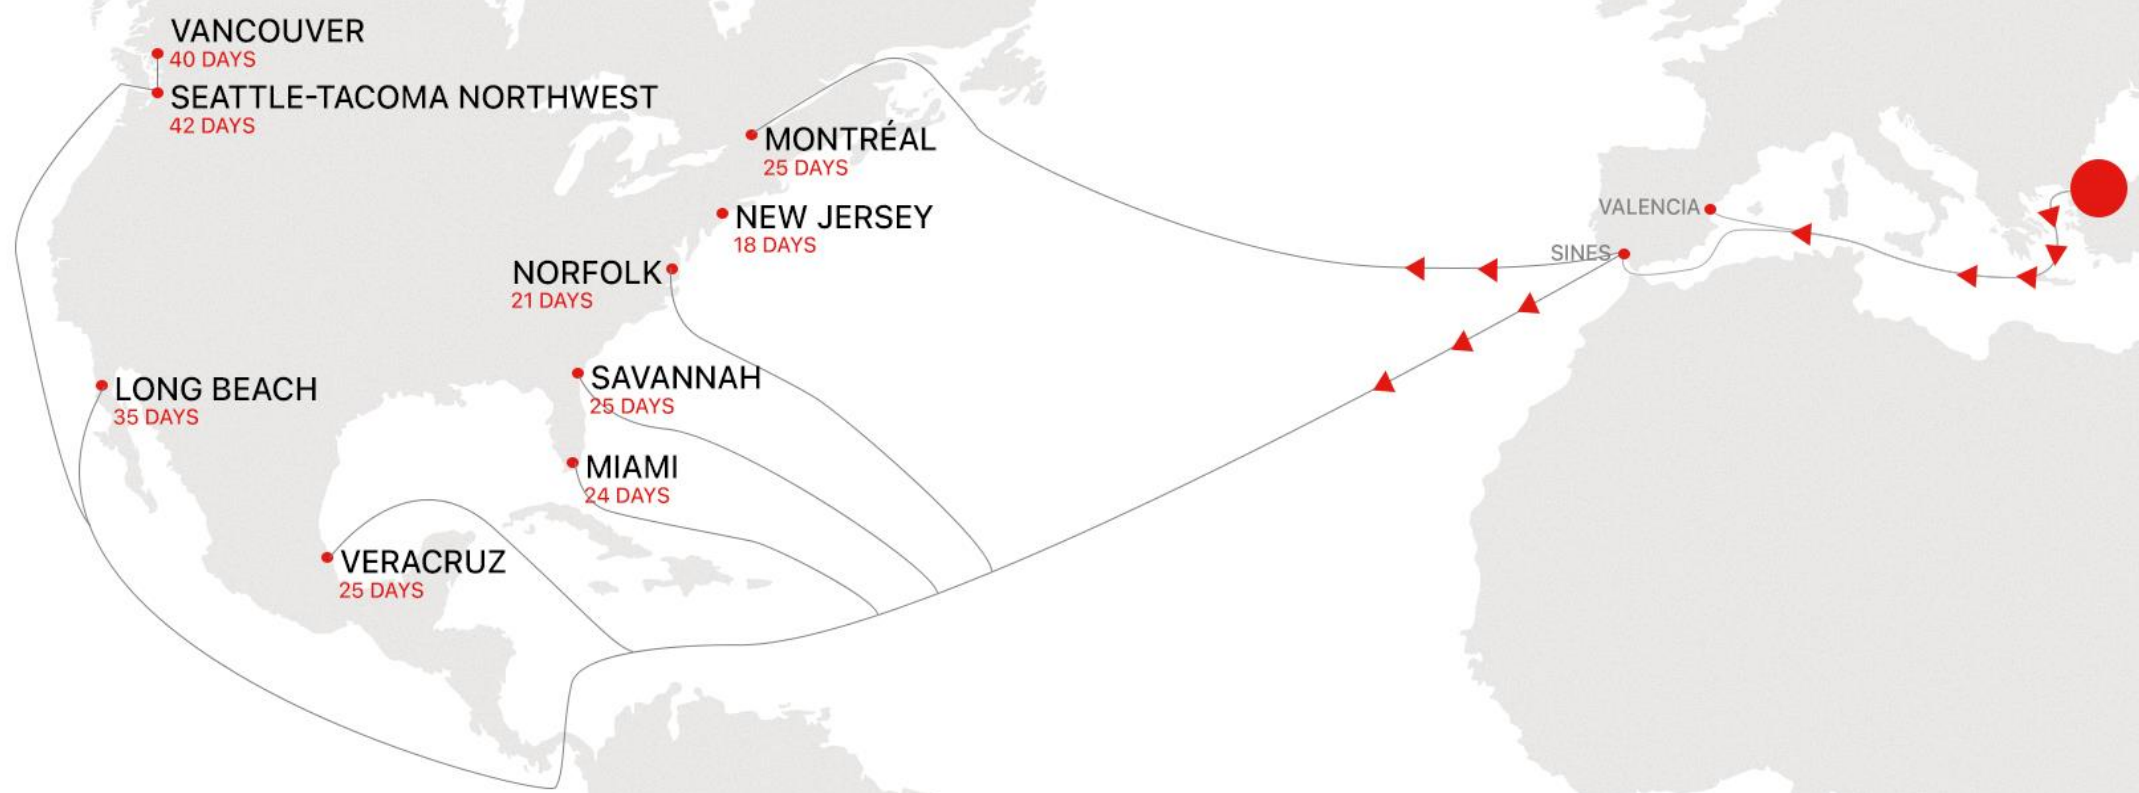 VANCOUVER
40 DAYS
SEATTLE-TACOMA NORTHWEST
42 DAYS
MONTRÉAL
25 DAYS
NEW JERSEY
18 DAYS
VALENCIA
SINES
NORFOLK
21 DAYS
SAVANNAH
25 DAYS
LONG BEACH
35 DAYS
MIAMI
24 DAYS
VERACRUZ
25 DAYS